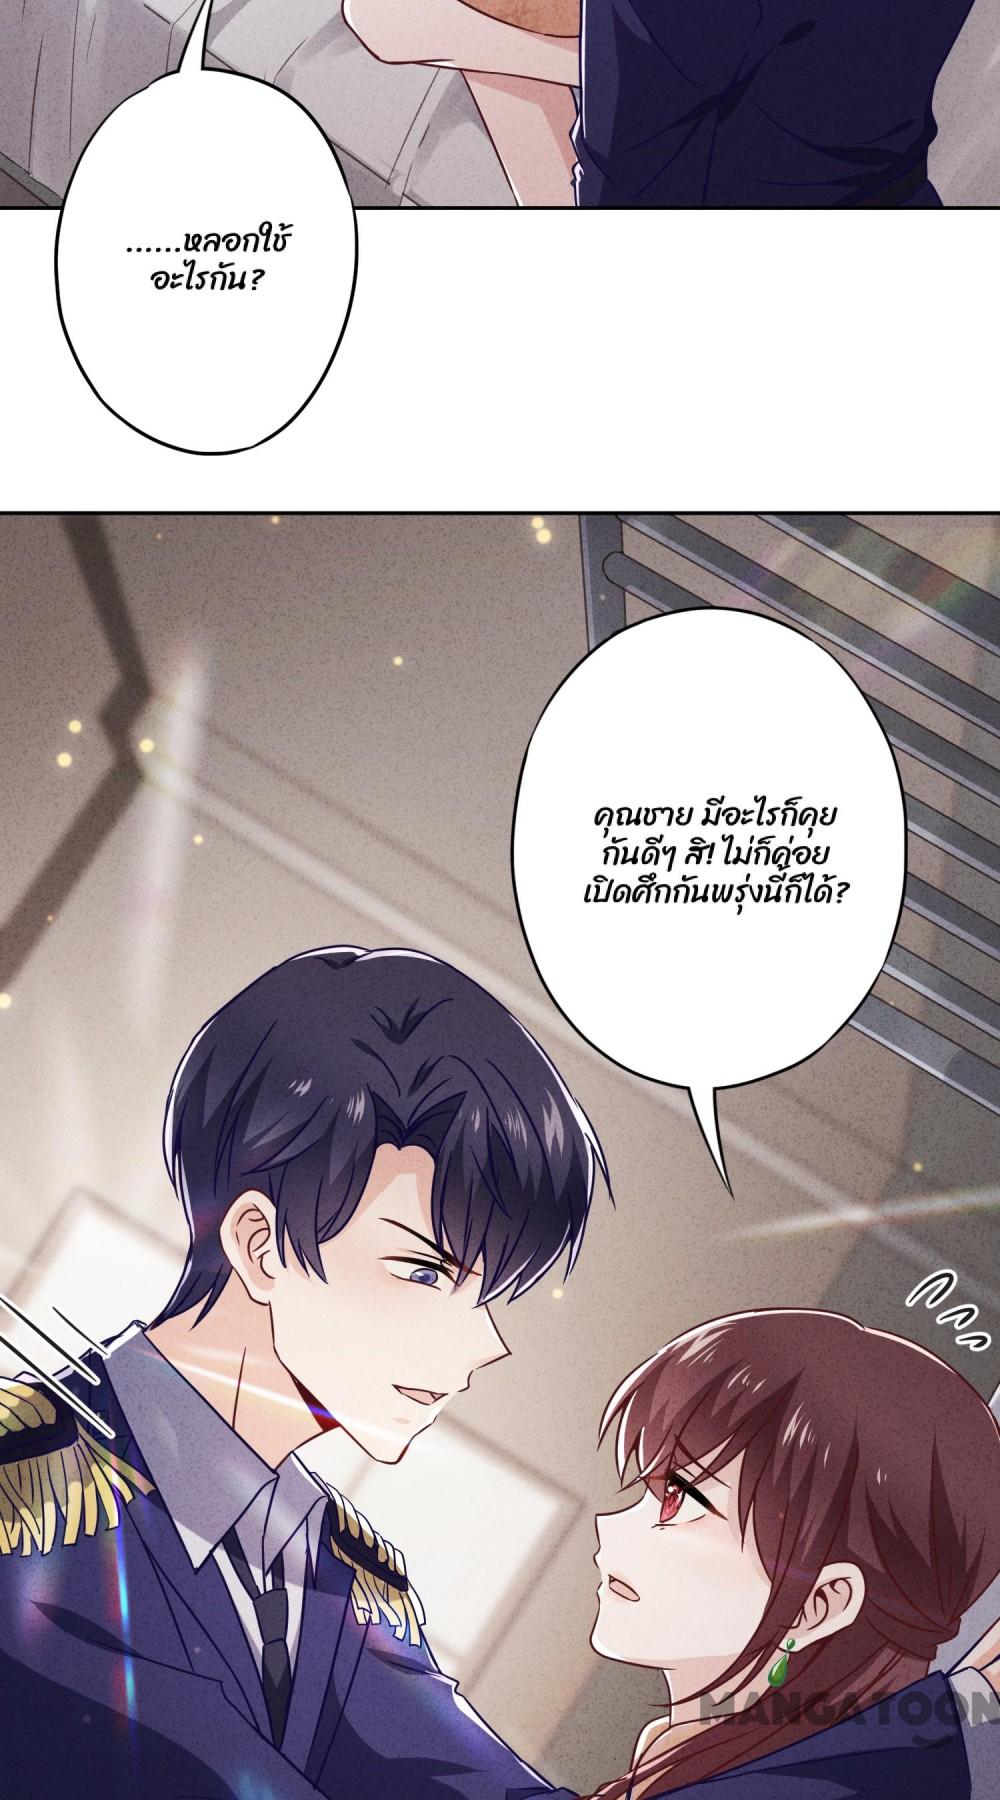 ......หลอกใช้
อะไรกัน?
คุณชาย มีอะไรก็คุย
กันดีๆ สิ! ไม่ก็ค่อย
เปิดศึกกันพรุ่งนี้ก็ได้?
MANGATOON